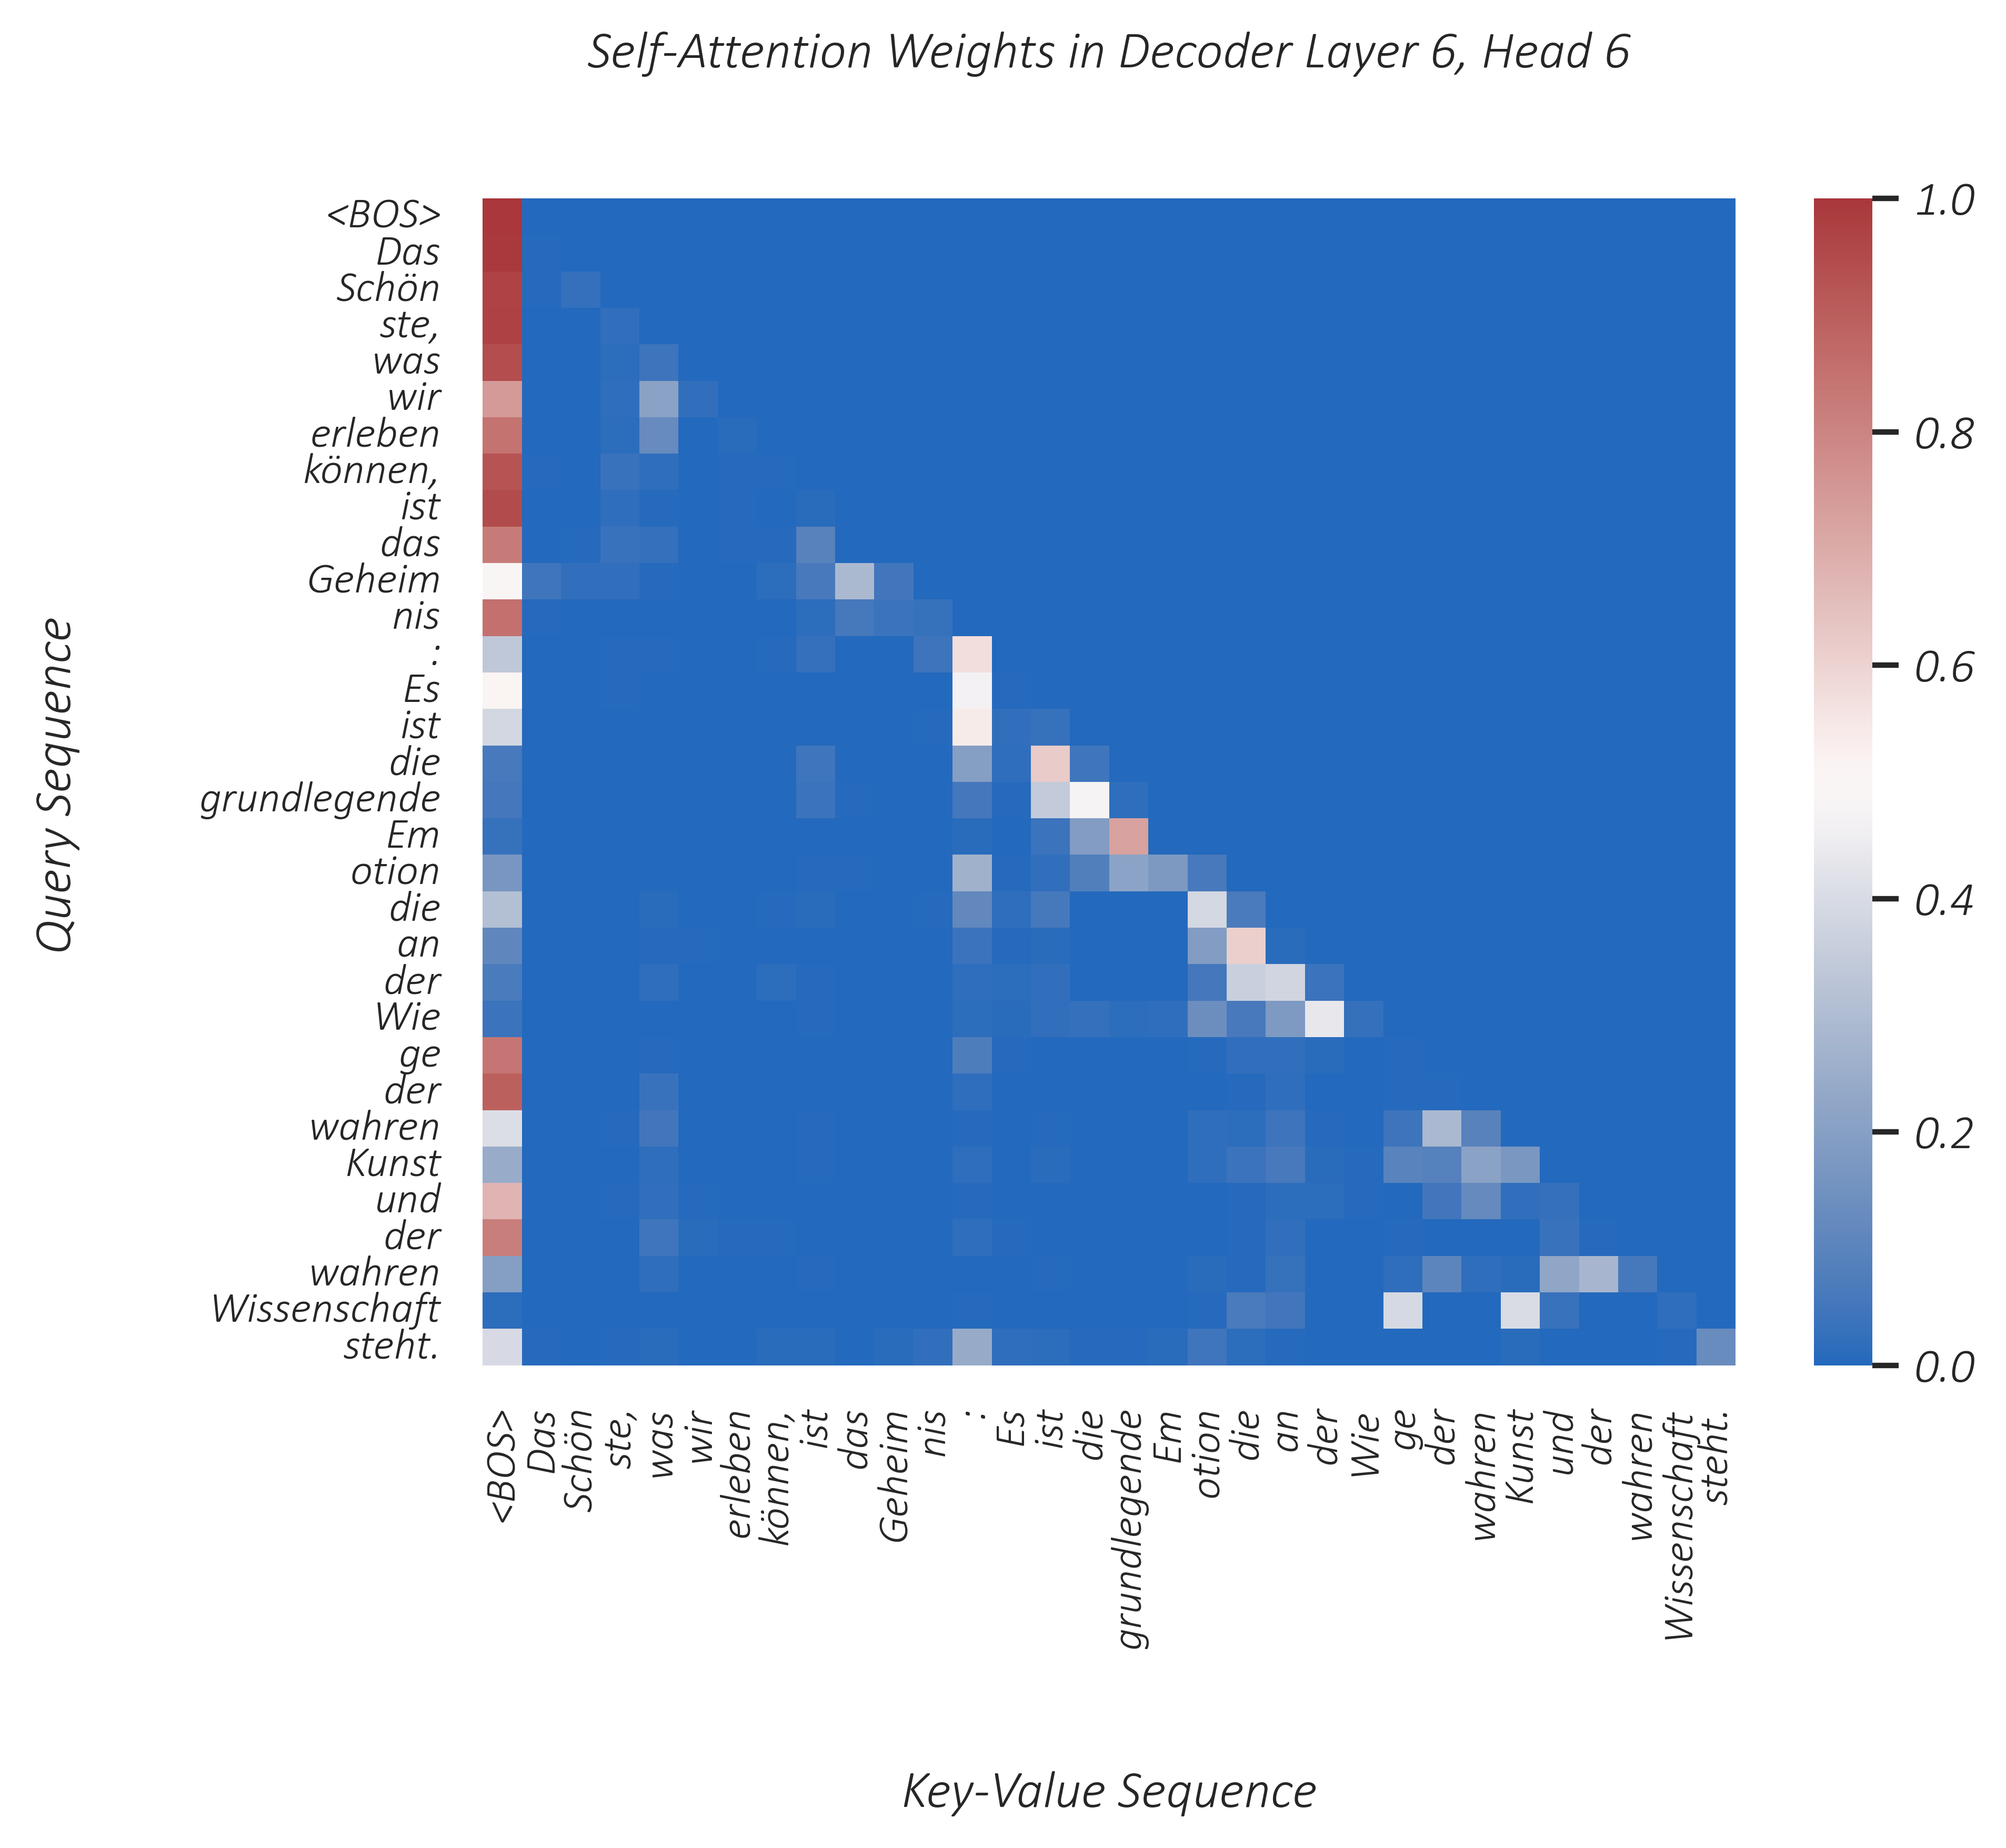 Self-Attention Weights in Decoder Layer 6, Head 6
Query Sequence
<BOS>
Das
Schön
ste,
was
wir
erleben
können,
ist
das
Geheim
nis
:
Es
ist
die
grundlegende
Em
otion
die
an
der
Wie
ge
der
wahren
Kunst
und
der
wahren
Wissenschaft
steht.
<BOS>
Das
Schön
ste,
was
wir
erleben
können,
ist
das
Geheim
nis
:
Es
ist
die
grundlegende
Em
otion
die
an
der
Wie
ge
der
wahren
Kunst
und
der
wahren
Wissenschaft
steht.
Key-Value Sequence
1.0
0.8
0.6
0.4
0.2
0.0